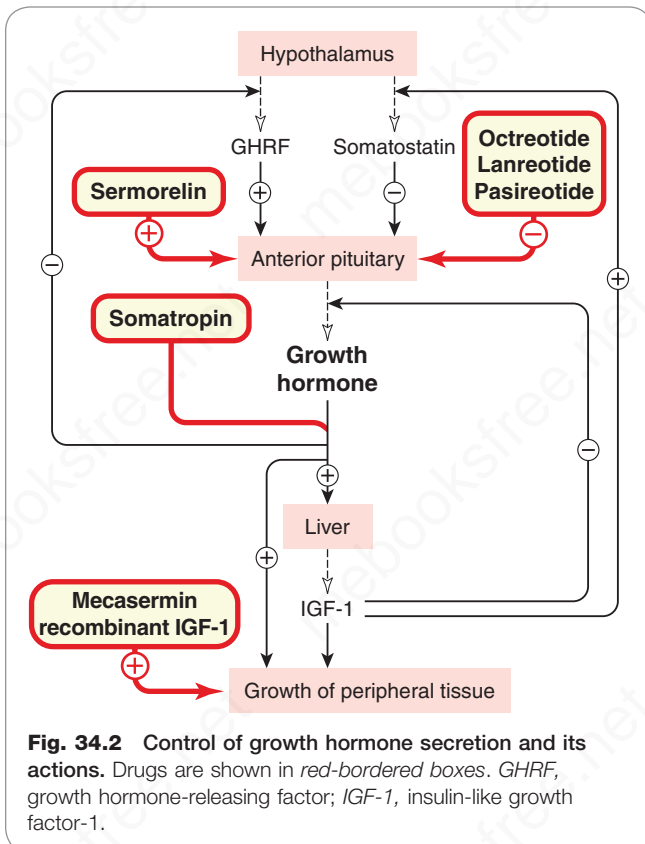 Hypothalamus
GHRF
Somatostatin
Octreotide
Lanreotide
Pasireotide
Sermorelin
+
−
+
−
−
+
Anterior pituitary
Somatropin
Growth
hormone
−
+
Liver
+
Mecasermin
recombinant IGF-1
IGF-1
+
Growth of peripheral tissue
Fig. 34.2 Control of growth hormone secretion and its
actions. Drugs are shown in red-bordered boxes. GHRF,
growth hormone-releasing factor; IGF-1, insulin-like growth
factor-1.
mebooksfree.net